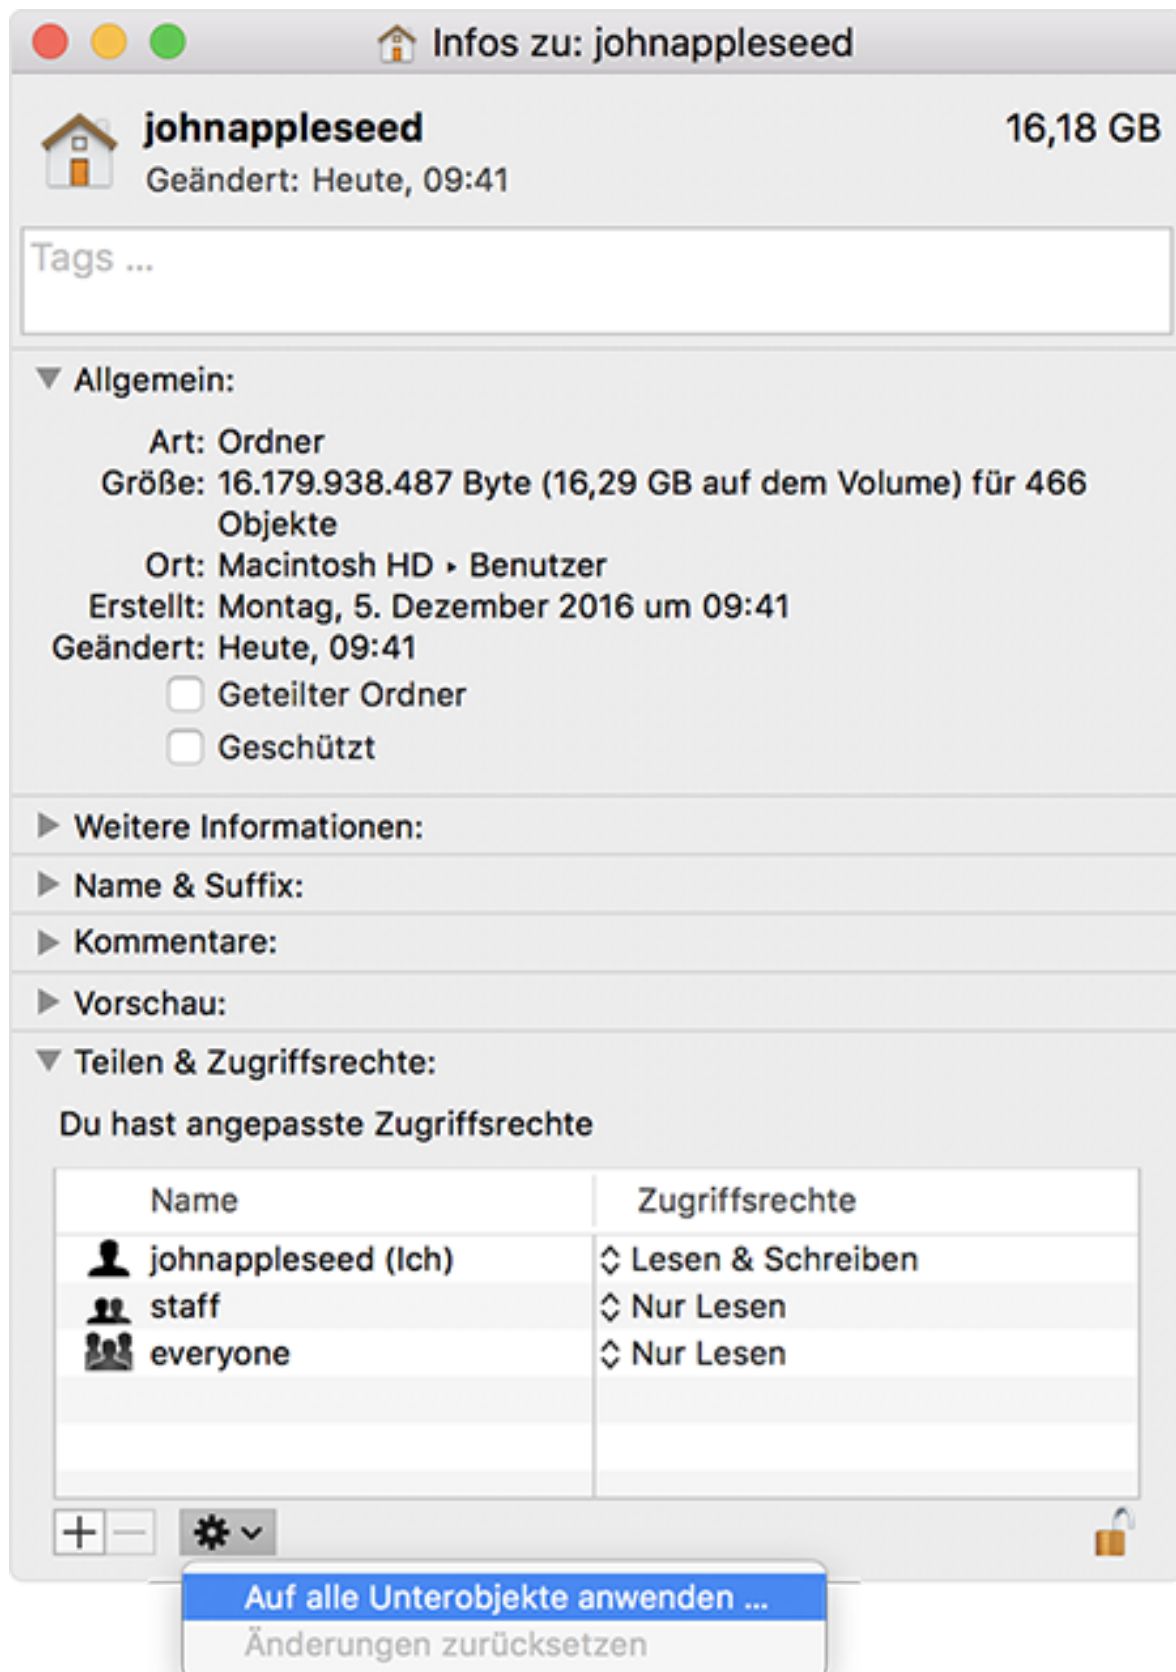 Infos zu: johnappleseed
johnappleseed 16,18 GB
Geändert: Heute, 09:41
Tags ...
Allgemein:
Art: Ordner
Größe: 16.179.938.487 Byte (16,29 GB auf dem Volume) für 466
Objekte
Ort: Macintosh HD ▸ Benutzer
Erstellt: Montag, 5. Dezember 2016 um 09:41
Geändert: Heute, 09:41
Geteilter Ordner
Geschützt
Weitere Informationen:
Name & Suffix:
Kommentare:
Vorschau:
Teilen & Zugriffsrechte:
Du hast angepasste Zugriffsrechte
Name Zugriffsrechte
johnappleseed (Ich) Lesen & Schreiben
staff Nur Lesen
everyone Nur Lesen
Auf alle Unterobjekte anwenden ...
Änderungen zurücksetzen